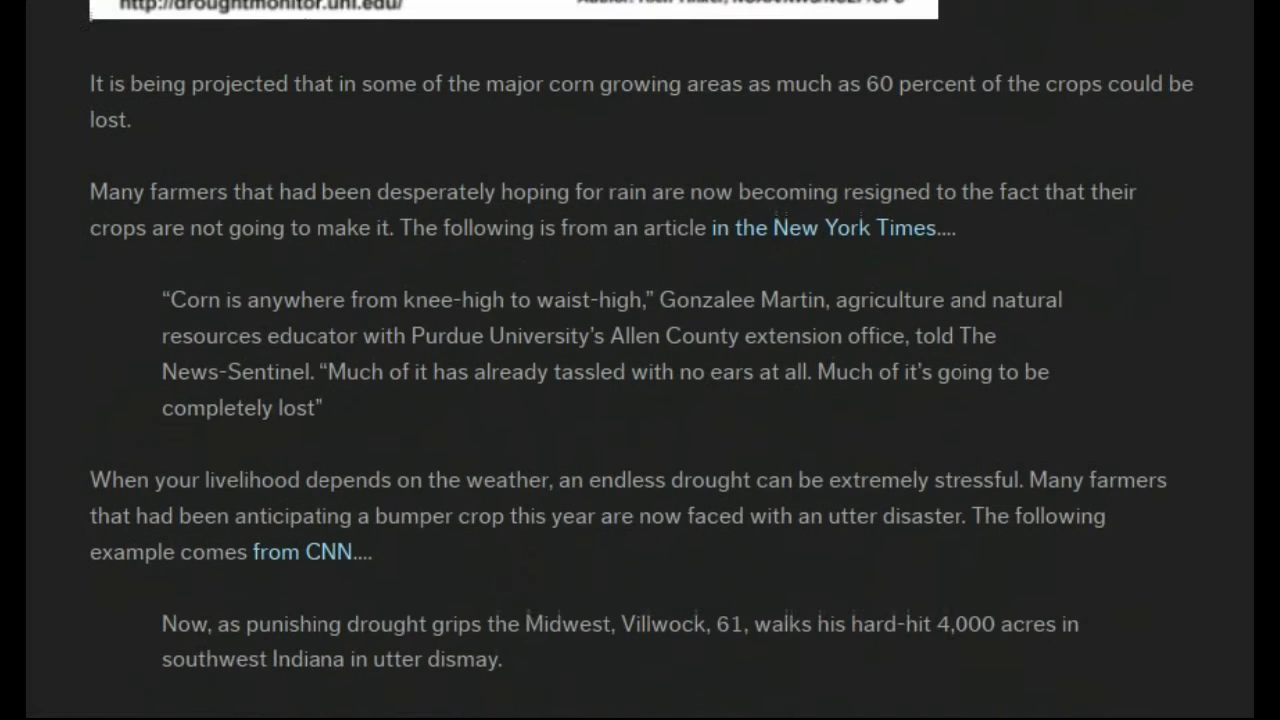 http://droughtmonitor.unl.edu/
It is being projected that in some of the major corn growing areas as much as 60 percent of the crops could be
lost.
Many farmers that had been desperately hoping for rain are now becoming resigned to the fact that their
crops are not going to make it. The following is from an article in the New York Times....
“Corn is anywhere from knee-high to waist-high,” Gonzalee Martin, agriculture and natural
resources educator with Purdue University’s Allen County extension office, told The
News-Sentinel. “Much of it has already tassled with no ears at all. Much of it’s going to be
completely lost”
When your livelihood depends on the weather, an endless drought can be extremely stressful. Many farmers
that had been anticipating a bumper crop this year are now faced with an utter disaster. The following
example comes from CNN....
Now, as punishing drought grips the Midwest, Villwock, 61, walks his hard-hit 4,000 acres in
southwest Indiana in utter dismay.